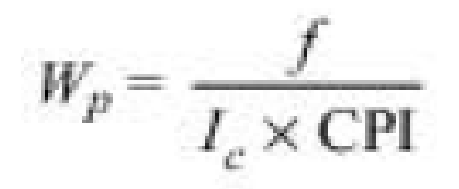 W_p = f / (I_c × CPI)